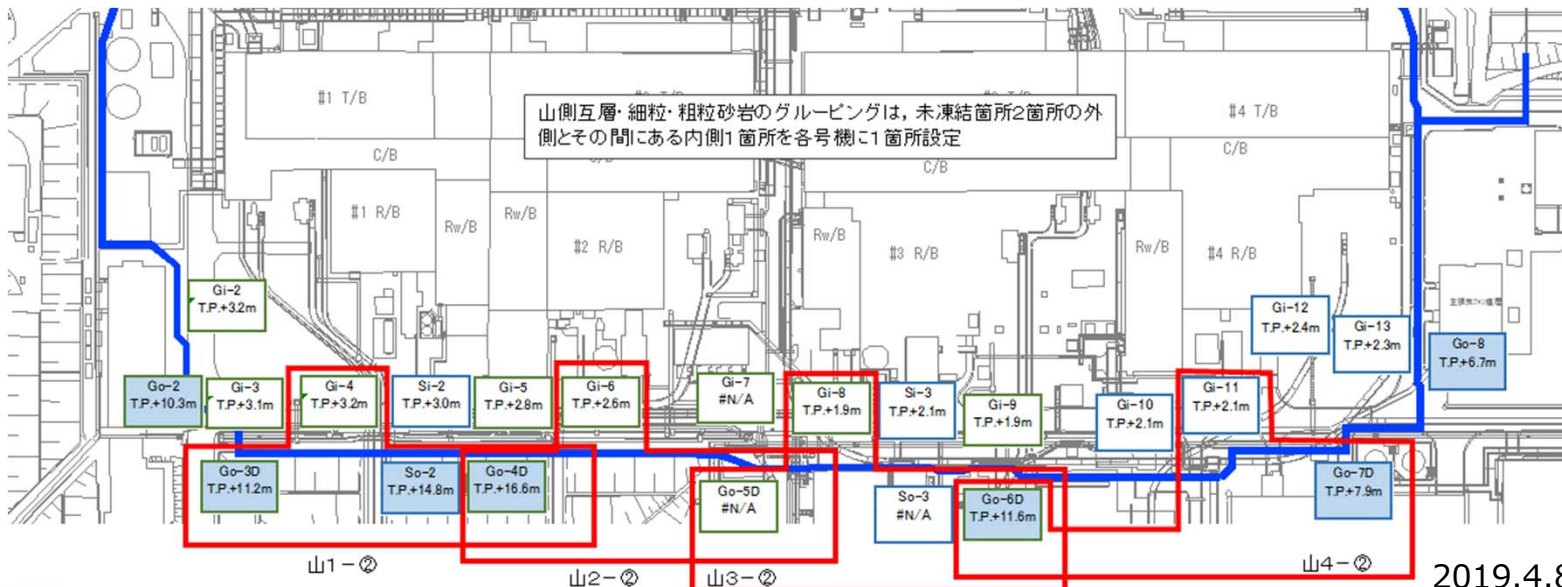 #1 T/B
#4 T/B
山側互層・細粒・粗粒砂岩のグルーピングは，未凍結箇所2箇所の外
側とその間にある内側1箇所を各号機に1箇所設定
C/B
C/B
C/B
#1 R/B
Rw/B
Rw/B
#2 R/B
Rw/B
#3 R/B
Rw/B
#4 R/B
Gi-2
T.P.+3.2m
Gi-12
T.P.+2.4m
Gi-13
T.P.+2.3m
Go-8
T.P.+6.7m
Go-2
T.P.+10.3m
Gi-3
T.P.+3.1m
Gi-4
T.P.+3.2m
Si-2
T.P.+3.0m
Gi-5
T.P.+2.8m
Gi-6
T.P.+2.6m
Gi-7
#N/A
Gi-8
T.P.+1.9m
Si-3
T.P.+2.1m
Gi-9
T.P.+1.9m
Gi-10
T.P.+2.1m
Gi-11
T.P.+2.1m
Go-3D
T.P.+11.2m
So-2
T.P.+14.8m
Go-4D
T.P.+16.6m
Go-5D
#N/A
So-3
#N/A
Go-6D
T.P.+11.6m
Go-7D
T.P.+7.9m
山1-②
山2-②
山3-②
山4-②
2019.4.8